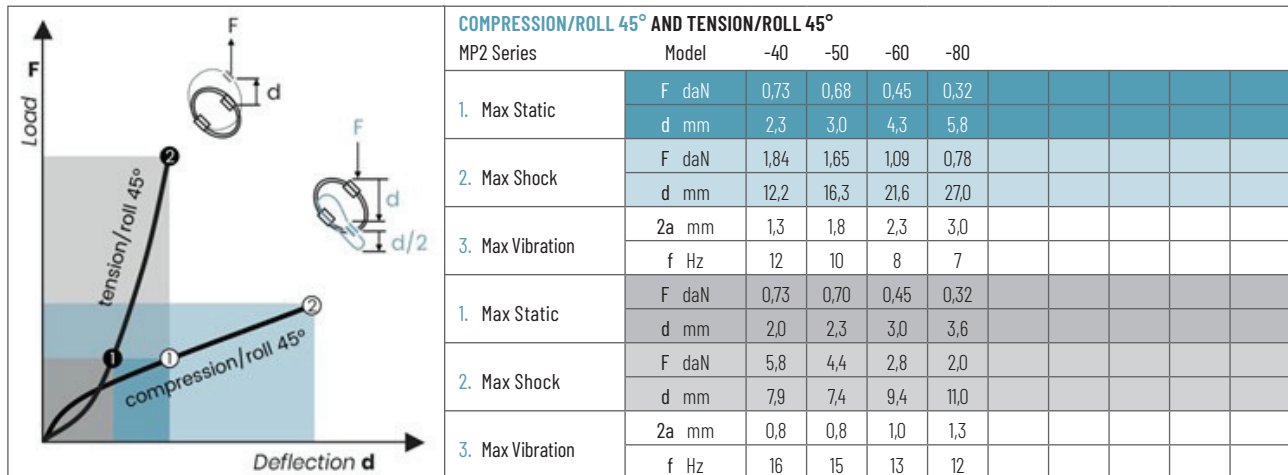 F
Load
F
d
2
F
d
d/2
tension/roll 45°
2
1
1
compression/roll 45°
Deflection d
COMPRESSION/ROLL 45° AND TENSION/ROLL 45°
MP2 Series Model -40 -50 -60 -80
1. Max Static
F daN 0,73 0,68 0,45 0,32
d mm 2,3 3,0 4,3 5,8
2. Max Shock
F daN 1,84 1,65 1,09 0,78
d mm 12,2 16,3 21,6 27,0
3. Max Vibration
2a mm 1,3 1,8 2,3 3,0
f Hz 12 10 8 7
1. Max Static
F daN 0,73 0,70 0,45 0,32
d mm 2,0 2,3 3,0 3,6
2. Max Shock
F daN 5,8 4,4 2,8 2,0
d mm 7,9 7,4 9,4 11,0
3. Max Vibration
2a mm 0,8 0,8 1,0 1,3
f Hz 16 15 13 12